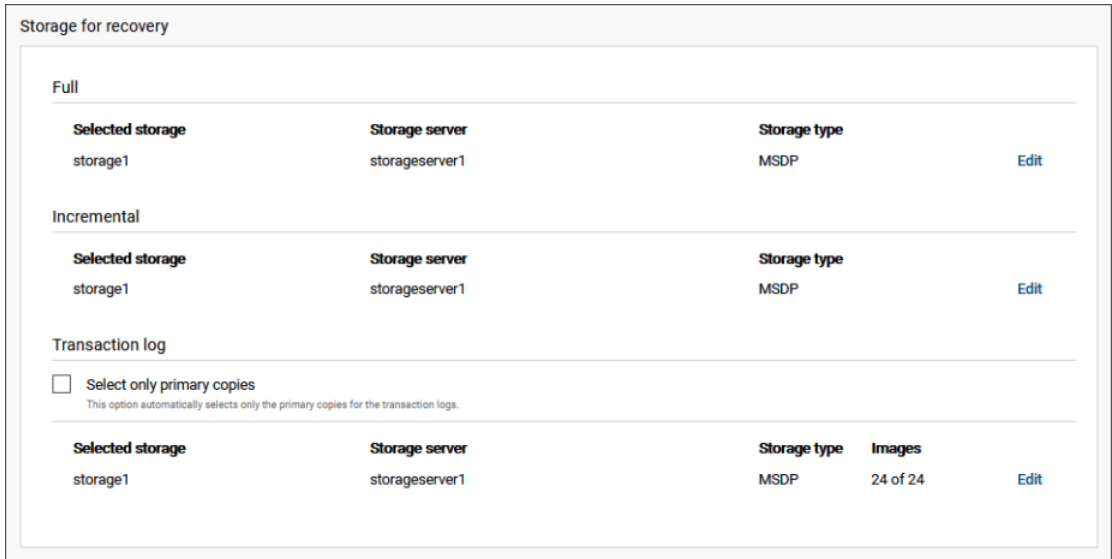 Storage for recovery
Full
Selected storage Storage server Storage type
storage1 storageserver1 MSDP Edit
Incremental
Selected storage Storage server Storage type
storage1 storageserver1 MSDP Edit
Transaction log
Select only primary copies
This option automatically selects only the primary copies for the transaction logs.
Selected storage Storage server Storage type Images
storage1 storageserver1 MSDP 24 of 24 Edit